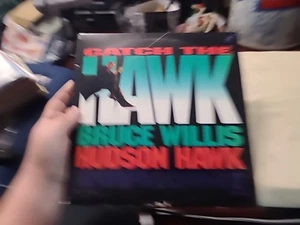 CATCH THE
HAWK
BRUCE WILLIS
HUDSON HAWK